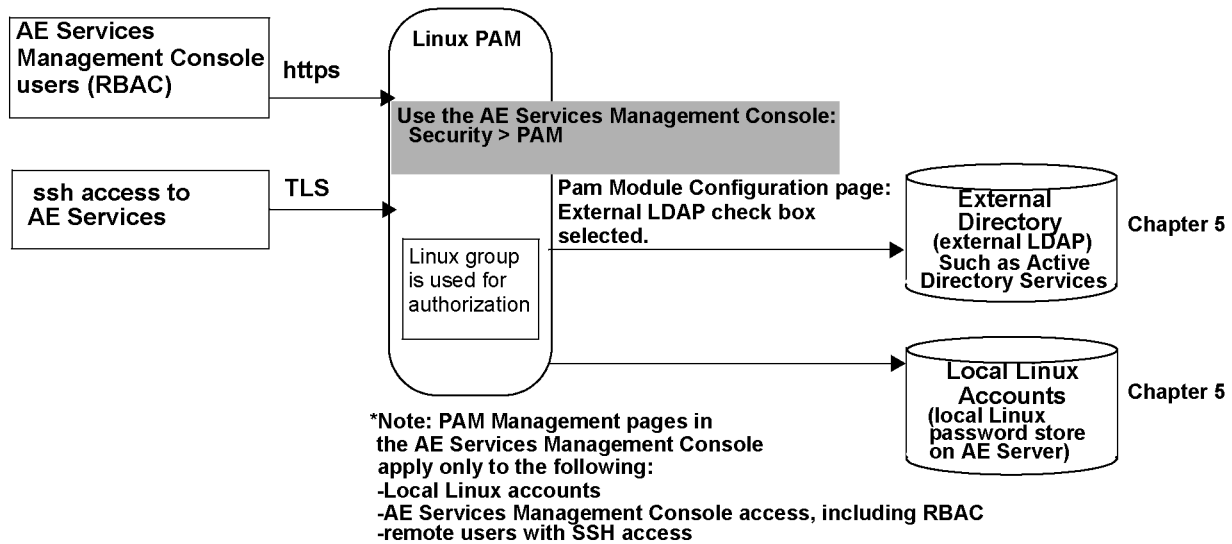 AE Services
Management Console
users (RBAC)
https
Linux PAM
Use the AE Services Management Console:
Security > PAM
ssh access to
AE Services
TLS
Pam Module Configuration page:
External LDAP check box
selected.
Linux group
is used for
authorization
External
Directory
(external LDAP)
Such as Active
Directory Services
Chapter 5
Local Linux
Accounts
(local Linux
password store
on AE Server)
Chapter 5
*Note: PAM Management pages in
the AE Services Management Console
apply only to the following:
-Local Linux accounts
-AE Services Management Console access, including RBAC
-remote users with SSH access